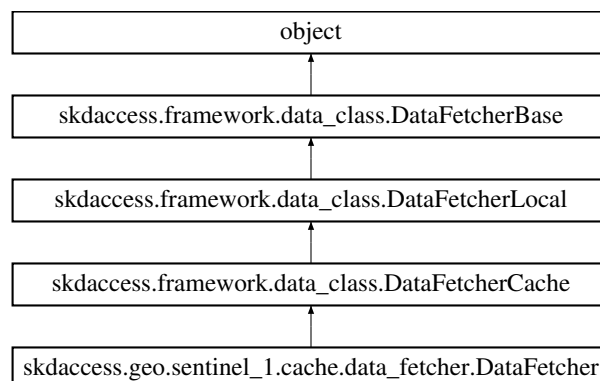 object
skdaccess.framework.data_class.DataFetcherBase
skdaccess.framework.data_class.DataFetcherLocal
skdaccess.framework.data_class.DataFetcherCache
skdaccess.geo.sentinel_1.cache.data_fetcher.DataFetcher